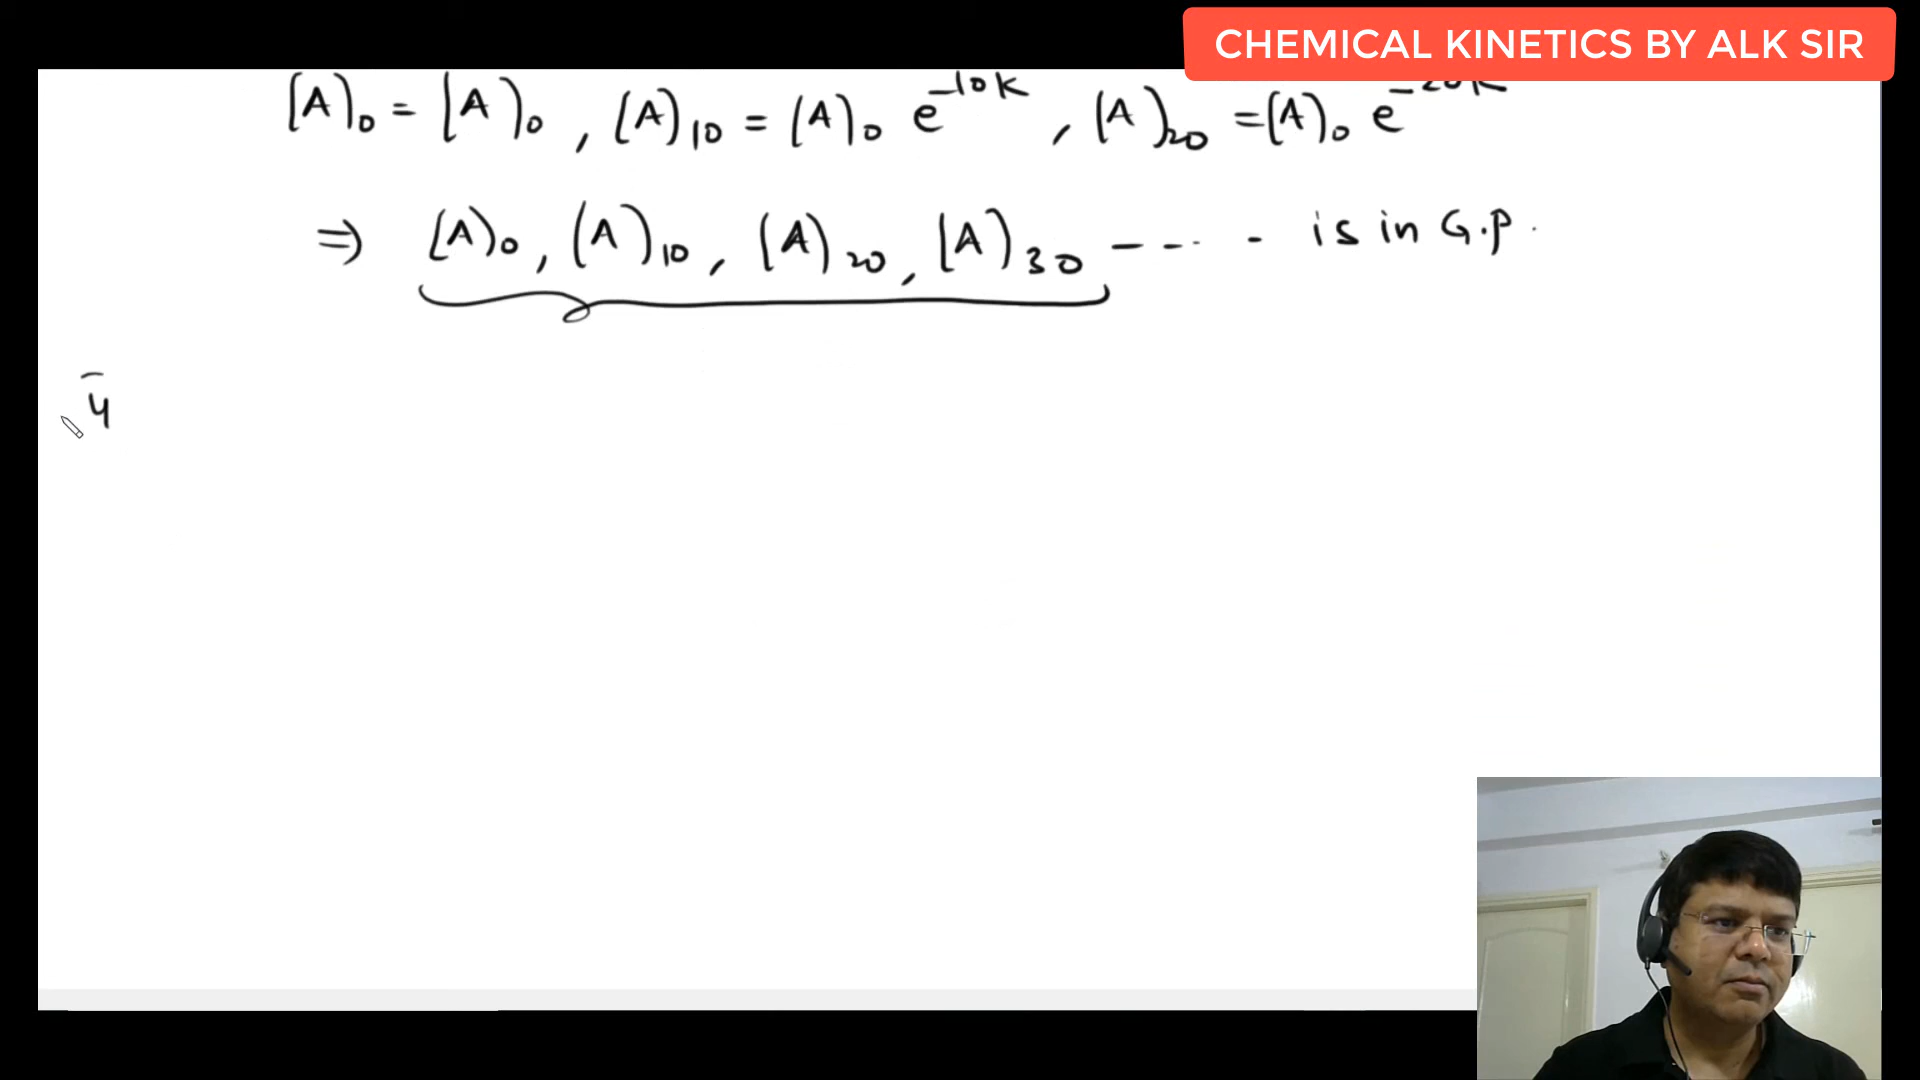 CHEMICAL KINETICS BY ALK SIR
[A]₀ = [A]₀ , [A]₁₀ = [A]₀ e^-10K , [A]₂₀ = [A]₀ e^-20K
⇒ [A]₀ , [A]₁₀ , [A]₂₀ , [A]₃₀ - - - - is in G.P.
4